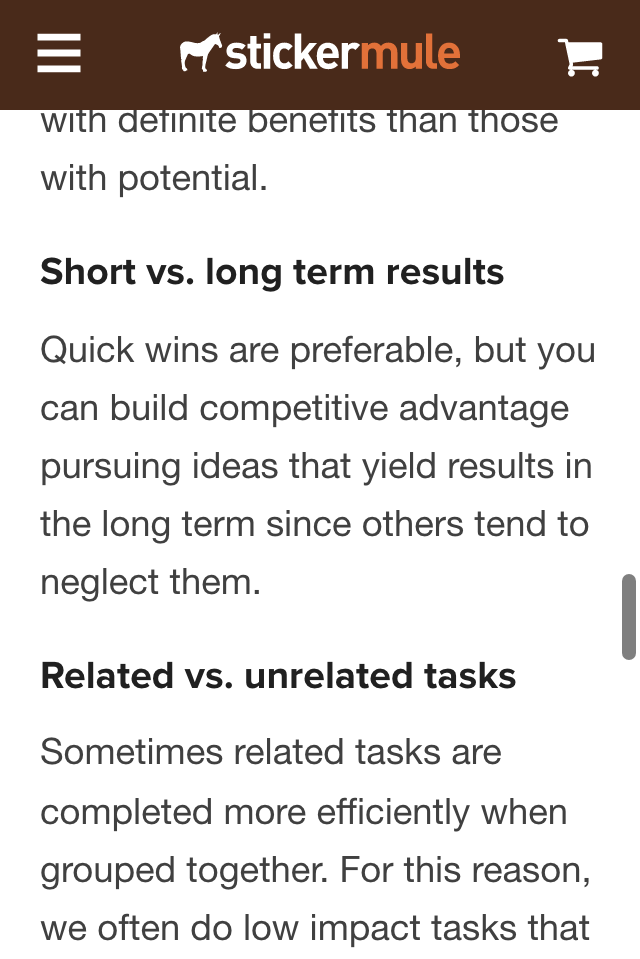 stickermule
with definite benefits than those
with potential.
Short vs. long term results
Quick wins are preferable, but you
can build competitive advantage
pursuing ideas that yield results in
the long term since others tend to
neglect them.
Related vs. unrelated tasks
Sometimes related tasks are
completed more efficiently when
grouped together. For this reason,
we often do low impact tasks that